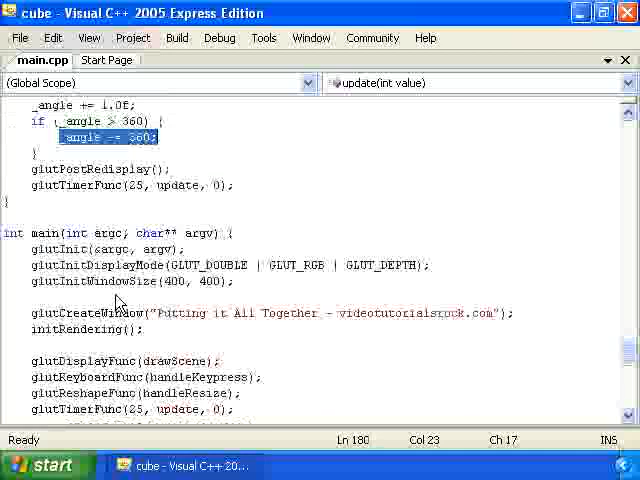 cube - Visual C++ 2005 Express Edition
File Edit View Project Build Debug Tools Window Community Help
main.cpp Start Page
(Global Scope) update(int value)
_angle += 1.0f;
if (_angle > 360) {
_angle -= 360;
}
glutPostRedisplay();
glutTimerFunc(25, update, 0);
}
int main(int argc, char** argv) {
glutInit(&argc, argv);
glutInitDisplayMode(GLUT_DOUBLE | GLUT_RGB | GLUT_DEPTH);
glutInitWindowSize(400, 400);
glutCreateWindow("Putting it All Together - videotutorialsrock.com");
initRendering();
glutDisplayFunc(drawScene);
glutKeyboardFunc(handleKeypress);
glutReshapeFunc(handleResize);
glutTimerFunc(25, update, 0);
Ready Ln 180 Col 23 Ch 17 INS
start cube - Visual C++ 20...